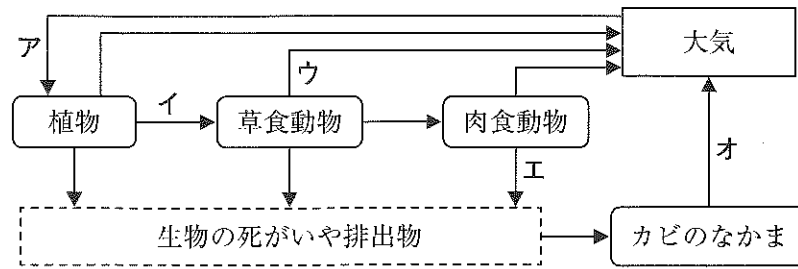 ア
大気
ウ
植物
イ
草食動物
肉食動物
オ
エ
生物の死がいや排出物
カビのなかま